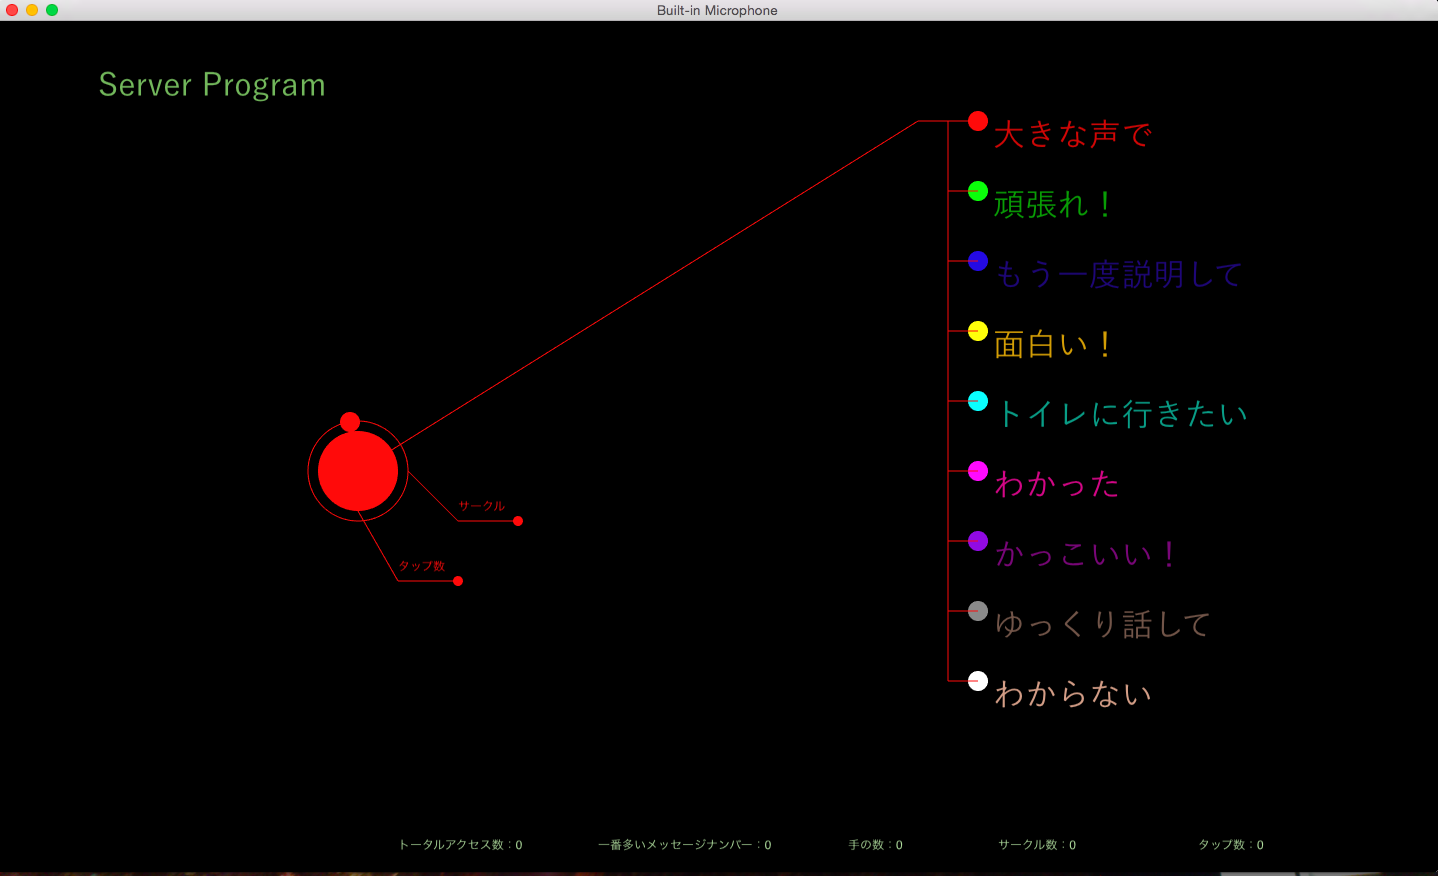 Built-in Microphone
Server Program
大きな声で
頑張れ！
もう一度説明して
面白い！
トイレに行きたい
わかった
かっこいい！
ゆっくり話して
わからない
サークル
タップ数
トータルアクセス数：0
一番多いメッセージナンバー：0
手の数：0
サークル数：0
タップ数：0